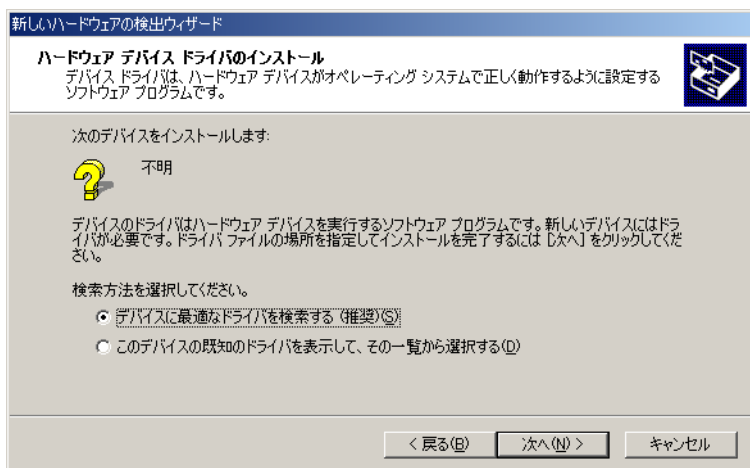 新しいハードウェアの検出ウィザード
ハードウェア デバイス ドライバのインストール
デバイス ドライバは、ハードウェア デバイスがオペレーティング システムで正しく動作するように設定する
ソフトウェア プログラムです。
次のデバイスをインストールします:
不明
デバイスのドライバはハードウェア デバイスを実行するソフトウェア プログラムです。新しいデバイスにはドラ
イバが必要です。ドライバ ファイルの場所を指定してインストールを完了するには [次へ] をクリックしてくだ
さい。
検索方法を選択してください。
デバイスに最適なドライバを検索する (推奨)(S)
このデバイスの既知のドライバを表示して、その一覧から選択する(D)
< 戻る(B) 次へ(N) > キャンセル